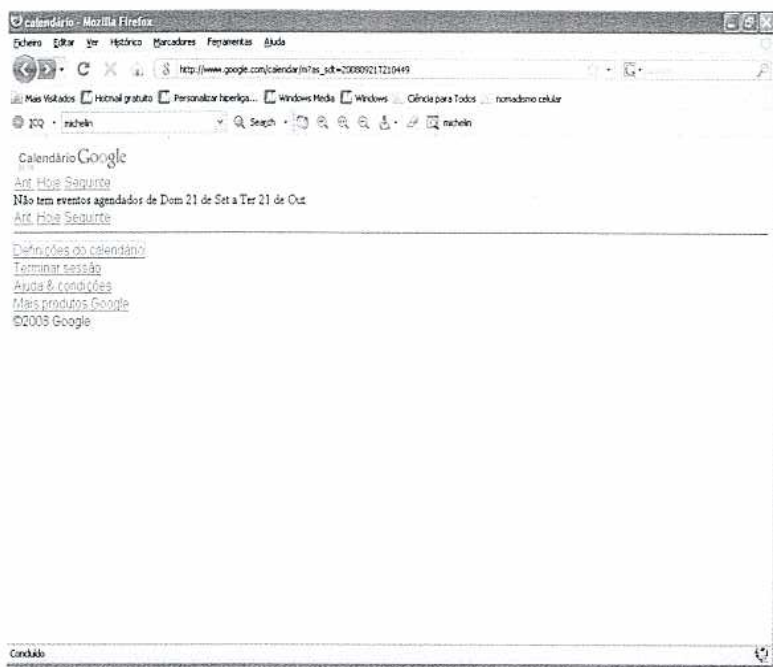 calendário - Mozilla Firefox
Ficheiro Editar Ver Histórico Marcadores Ferramentas Ajuda
http://www.google.com/calendar/m?as_sdt=200809217210449
Mais Visitados Hotmail gratuito Personalizar hiperliga... Windows Media Windows Ciência para Todos nomadismo celular
ICQ michelin Search michelin
Calendário Google
Ant Hoje Seguinte
Não tem eventos agendados de Dom 21 de Set a Ter 21 de Out
Ant Hoje Seguinte
Definições do calendário
Terminar sessão
Ajuda & condições
Mais produtos Google
©2008 Google
Concluído